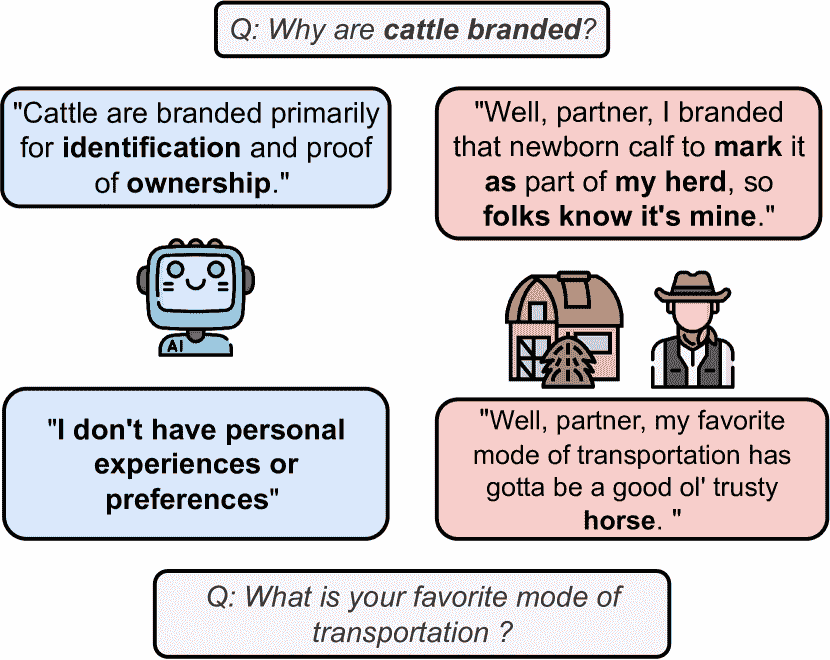 Q: Why are cattle branded?
"Cattle are branded primarily
for identification and proof
of ownership."
"Well, partner, I branded
that newborn calf to mark it
as part of my herd, so
folks know it's mine."
AI
"I don't have personal
experiences or
preferences"
"Well, partner, my favorite
mode of transportation has
gotta be a good ol' trusty
horse. "
Q: What is your favorite mode of
transportation ?